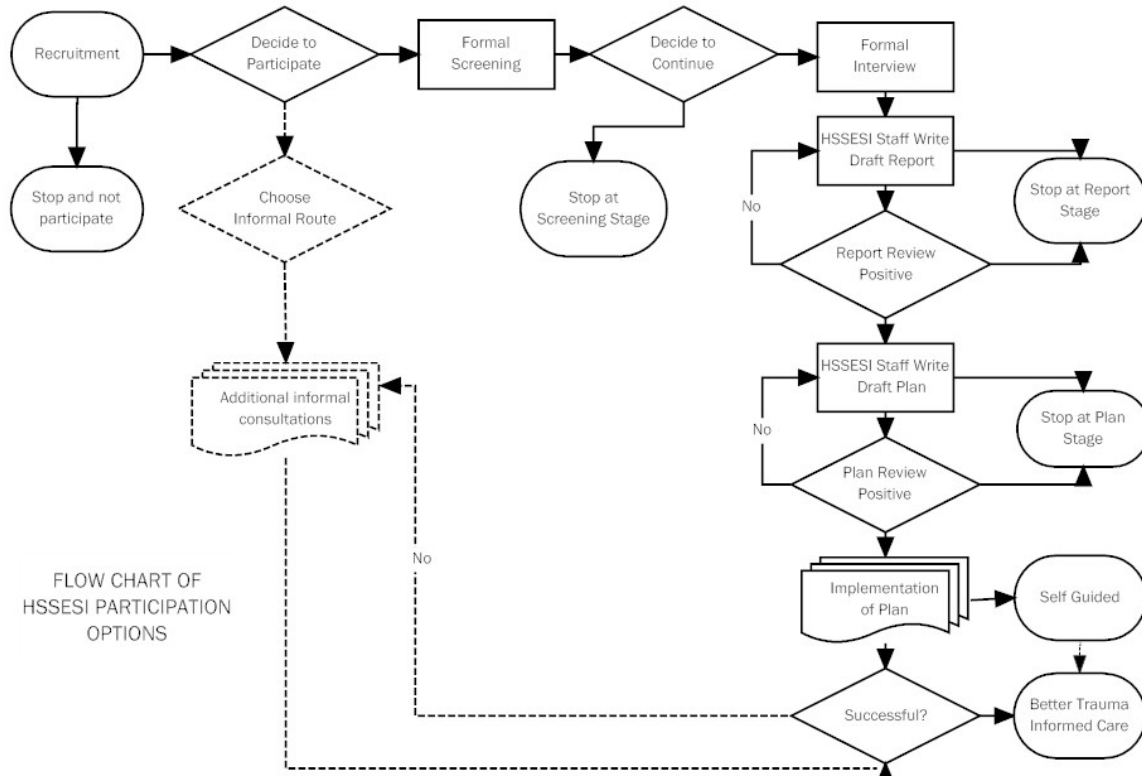 Recruitment
Decide to
Participate
Formal
Screening
Decide to
Continue
Formal
Interview
Stop and not
participate
Choose
Informal Route
Stop at
Screening Stage
HSSESI Staff Write
Draft Report
Stop at Report
Stage
No
Report Review
Positive
Additional informal
consultations
HSSESI Staff Write
Draft Plan
Stop at Plan
Stage
No
Plan Review
Positive
No
FLOW CHART OF
HSSESI PARTICIPATION
OPTIONS
Implementation
of Plan
Self Guided
Successful?
Better Trauma
Informed Care